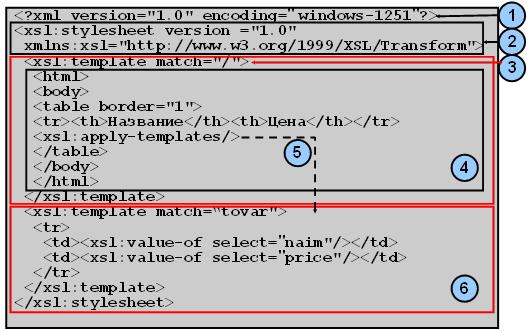 <?xml version="1.0" encoding="windows-1251"?> 1
<xsl:stylesheet version ="1.0"
xmlns:xsl="http://www.w3.org/1999/XSL/Transform"> 2
<xsl:template match="/"> 3
<html>
<body>
<table border="1">
<tr><th>Название</th><th>Цена</th></tr>
<xsl:apply-templates/>
5
</table>
</body>
4
</html>
</xsl:template>
<xsl:template match="tovar">
<tr>
<td><xsl:value-of select="naim"/></td>
<td><xsl:value-of select="price"/></td>
</tr>
6
</xsl:template>
</xsl:stylesheet>